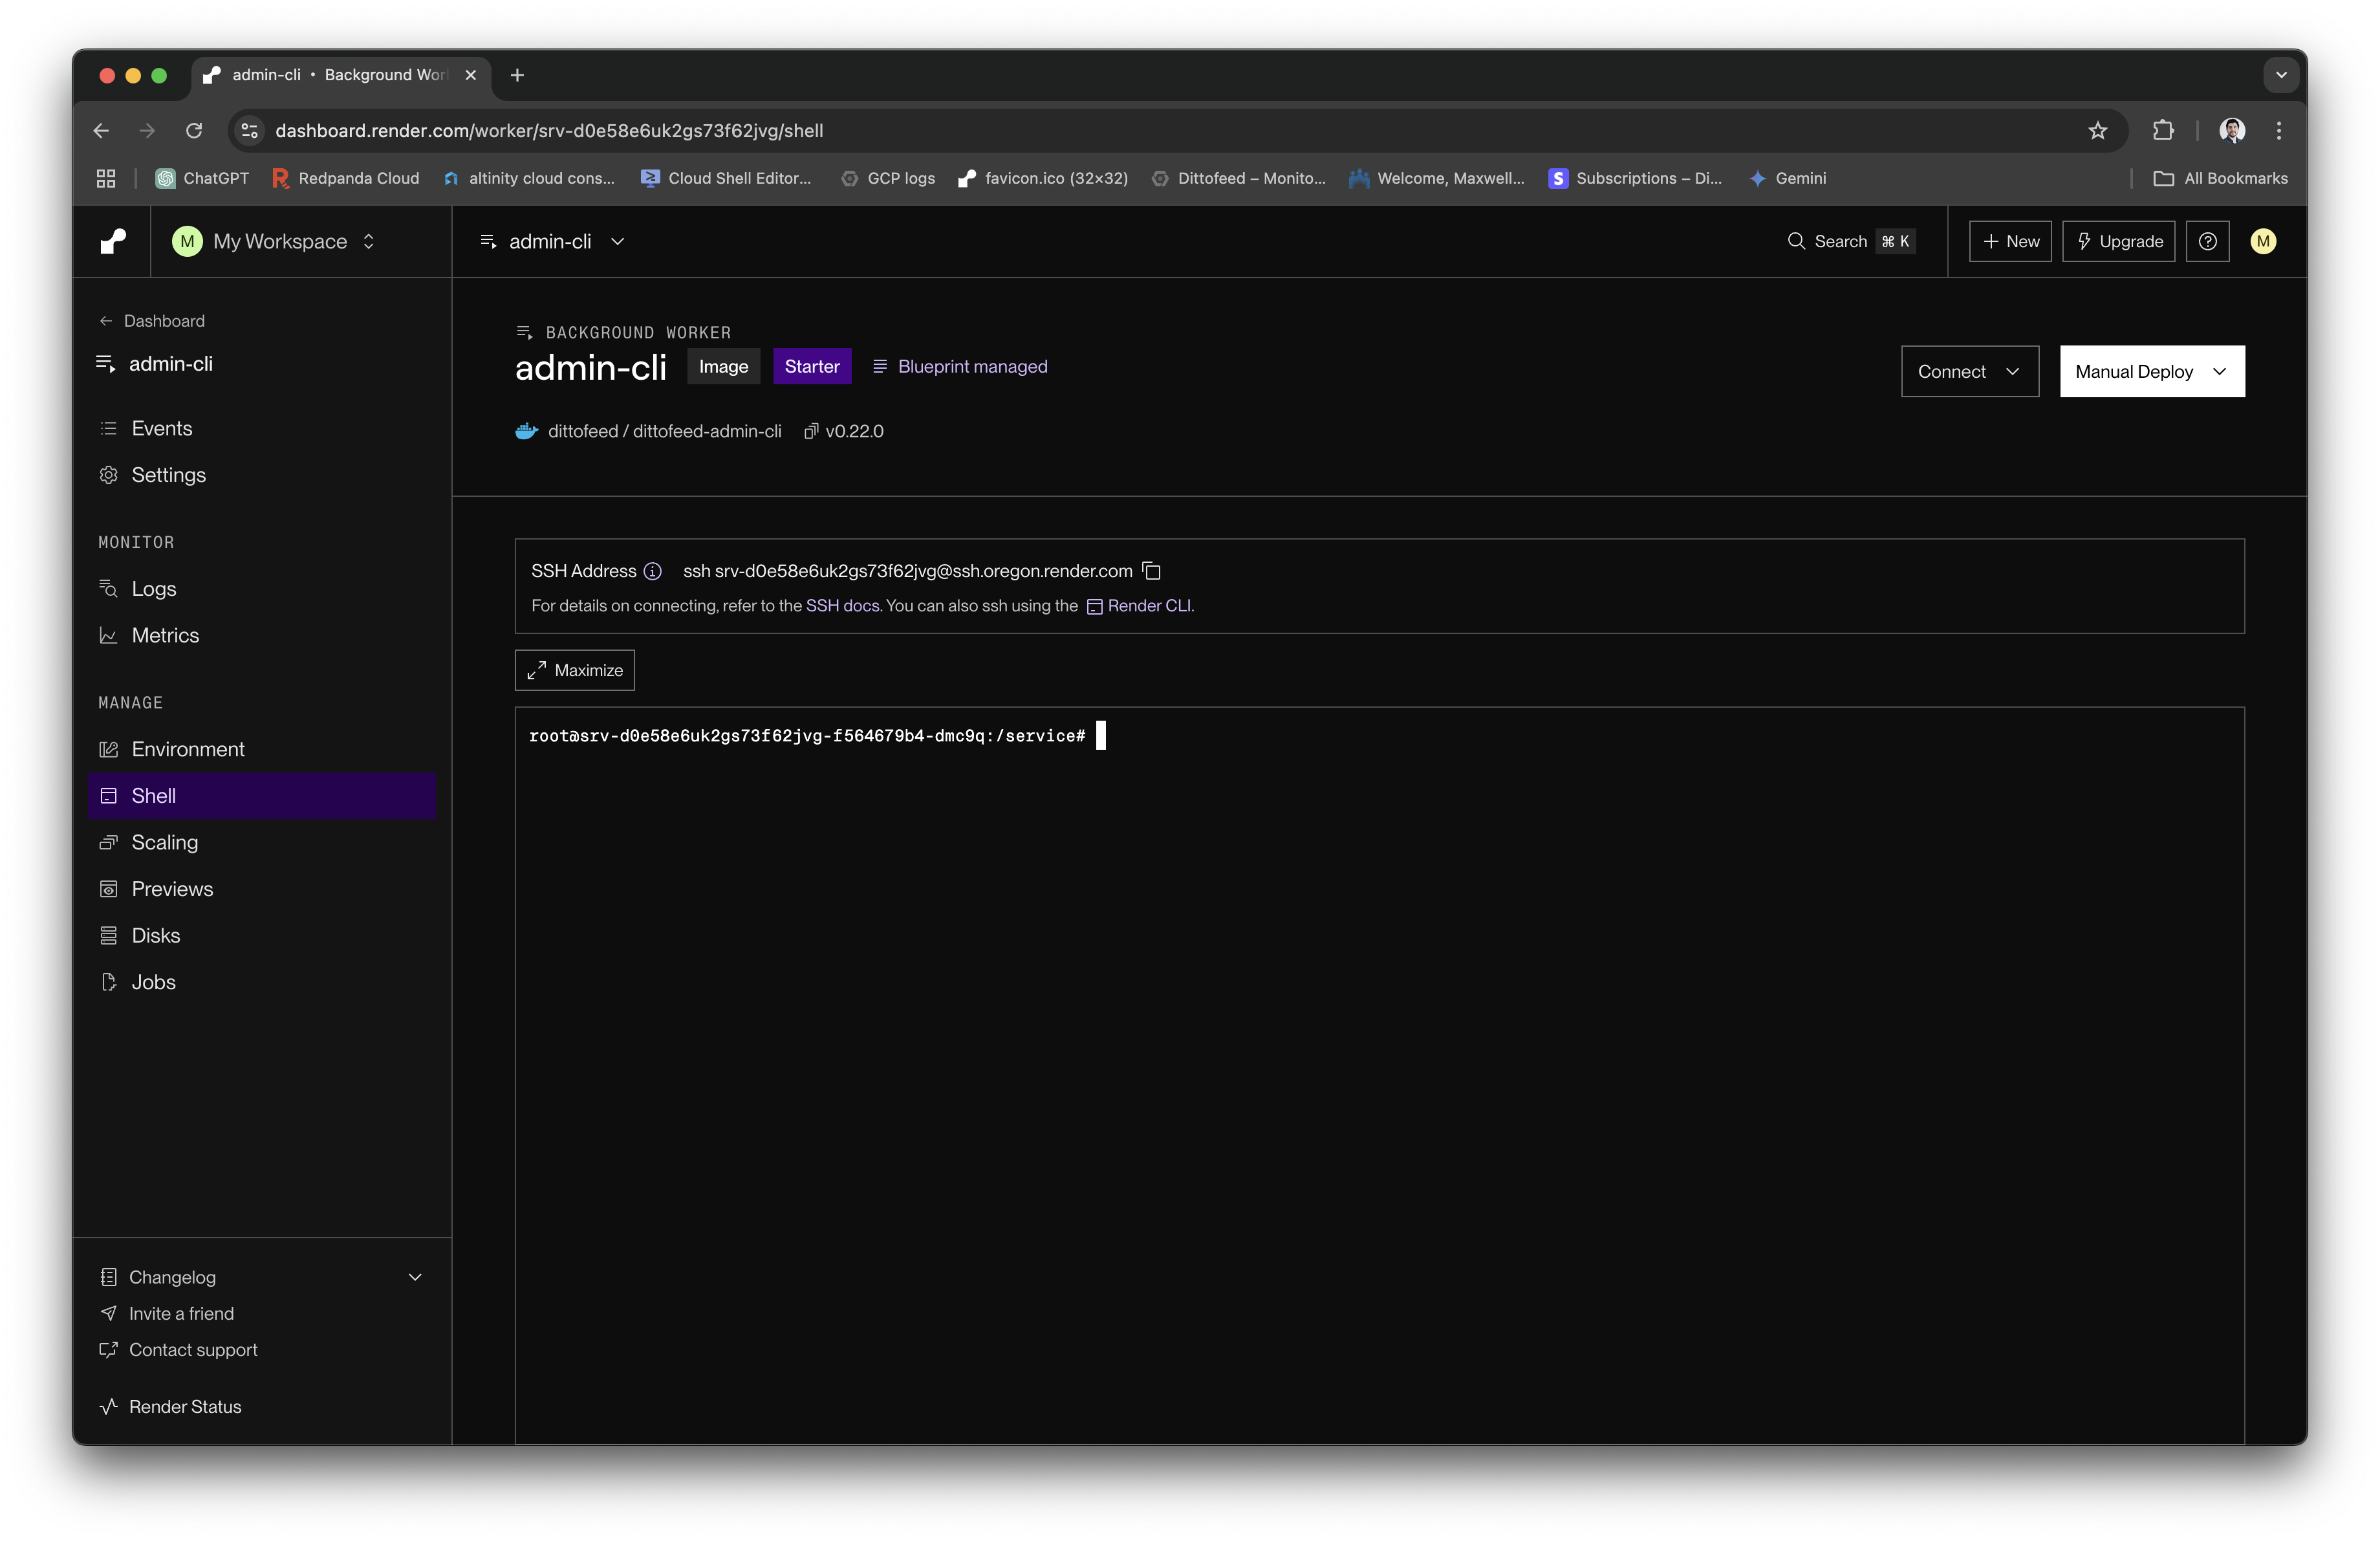 admin-cli • Background Wor
dashboard.render.com/worker/srv-d0e58e6uk2gs73f62jvg/shell
ChatGPT
Redpanda Cloud
altinity cloud cons...
Cloud Shell Editor...
GCP logs
favicon.ico (32×32)
Dittofeed – Monito...
Welcome, Maxwell...
S
Subscriptions – Di...
Gemini
All Bookmarks
M
My Workspace
admin-cli
Search ⌘ K
New
Upgrade
M
Dashboard
admin-cli
Events
Settings
MONITOR
Logs
Metrics
MANAGE
Environment
Shell
Scaling
Previews
Disks
Jobs
Changelog
Invite a friend
Contact support
Render Status
BACKGROUND WORKER
admin-cli Image Starter Blueprint managed
Connect
Manual Deploy
dittofeed / dittofeed-admin-cli v0.22.0
SSH Address ssh srv-d0e58e6uk2gs73f62jvg@ssh.oregon.render.com
For details on connecting, refer to the SSH docs. You can also ssh using the Render CLI.
Maximize
root@srv-d0e58e6uk2gs73f62jvg-f564679b4-dmc9q:/service#